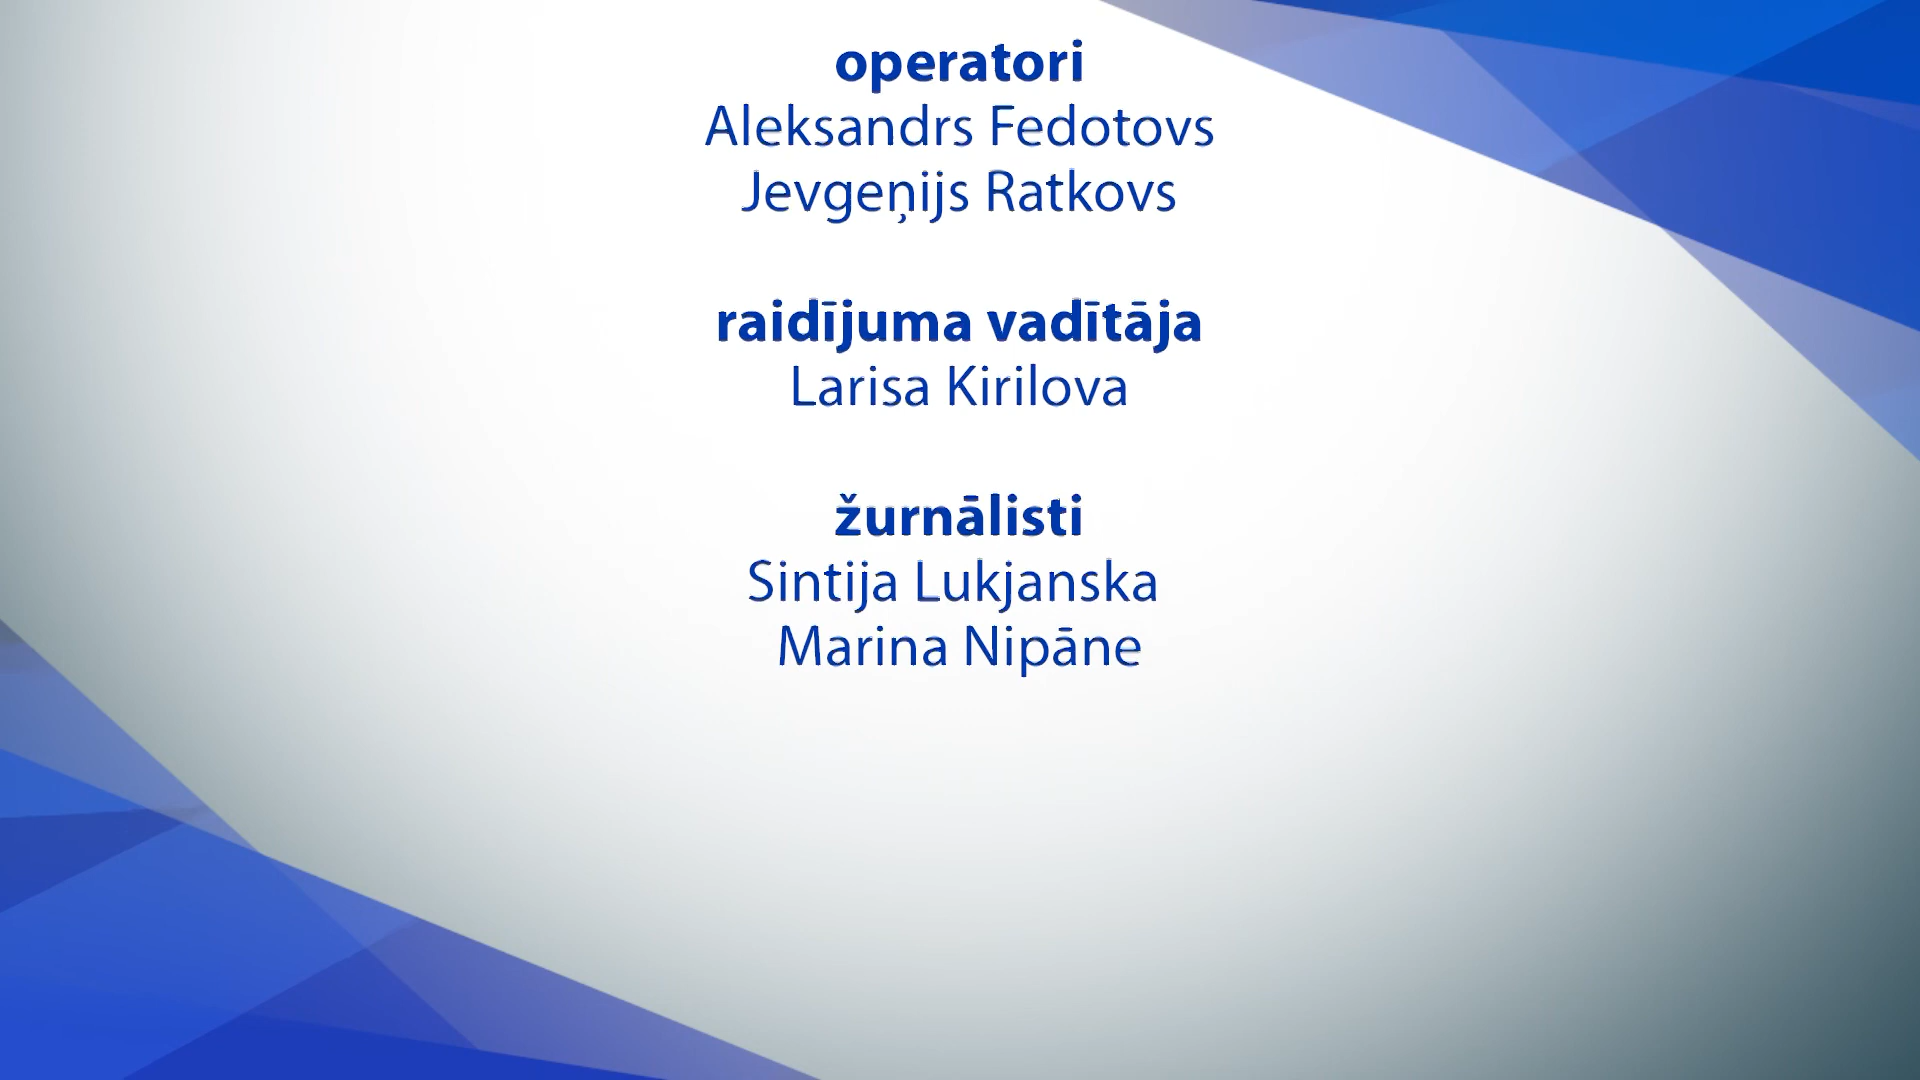 operatori
Aleksandrs Fedotovs
Jevgeņijs Ratkovs
raidījuma vadītāja
Larisa Kirilova
žurnālisti
Sintija Lukjanska
Marina Nipāne